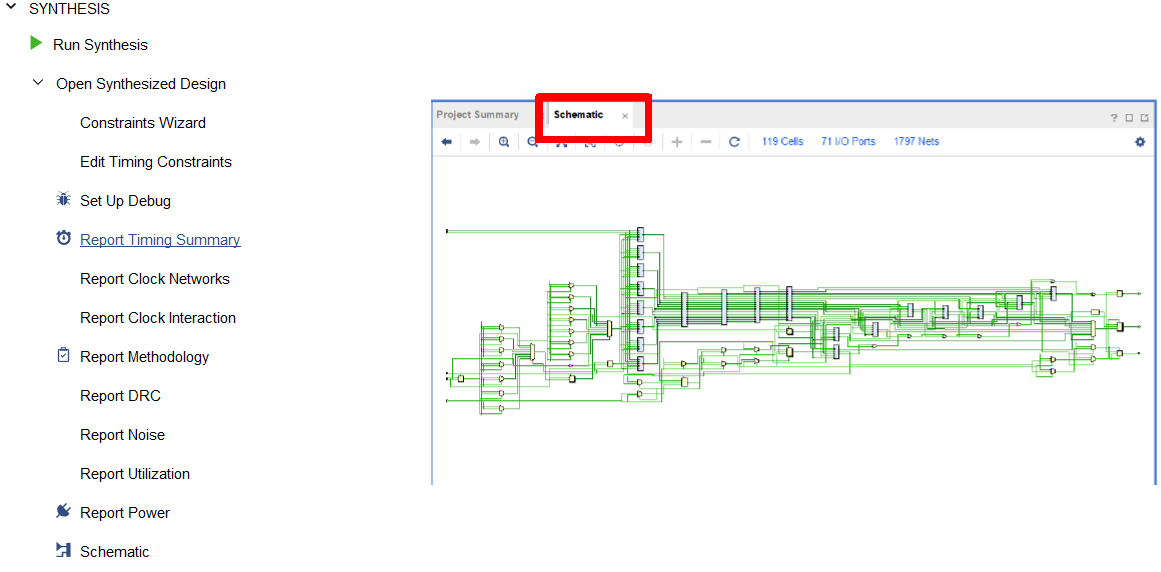 SYNTHESIS
Run Synthesis
Open Synthesized Design
Constraints Wizard
Edit Timing Constraints
Set Up Debug
Report Timing Summary
Report Clock Networks
Report Clock Interaction
Report Methodology
Report DRC
Report Noise
Report Utilization
Report Power
Schematic
Project Summary
Schematic
119 Cells
71 I/O Ports
1797 Nets